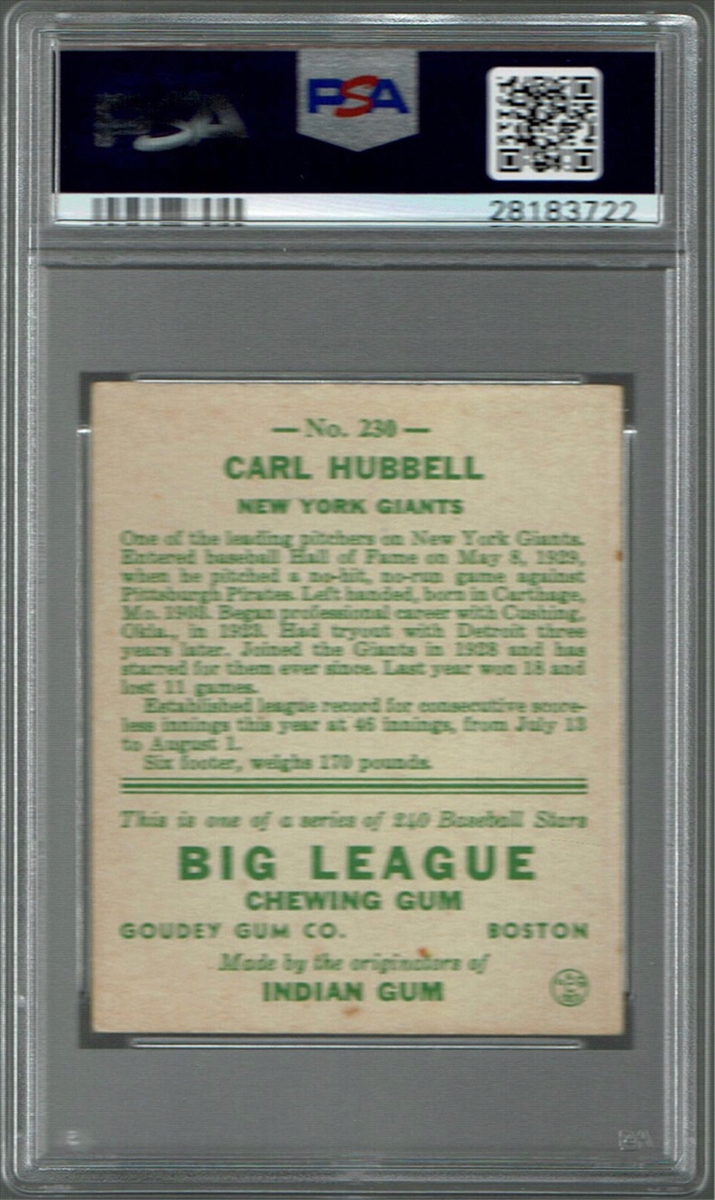 PSA
PSA
28183722
— No. 230 —
CARL HUBBELL
NEW YORK GIANTS
One of the leading pitchers on New York Giants.
Entered baseball Hall of Fame on May 8, 1929,
when he pitched a no-hit, no-run game against
Pittsburgh Pirates. Left handed, born in Carthage,
Mo. Began professional career with Cushing,
Okla., in 1923. Had tryout with Detroit three
years later. Joined the Giants in 1928 and has
starred for them ever since. Last year won 18 and
lost 11 games.
Established league record for consecutive score-
less innings this year at 46 innings, from July 13
to August 1.
Six footer, weighs 170 pounds.
This is one of a series of 240 Baseball Stars
BIG LEAGUE
CHEWING GUM
GOUDEY GUM CO. BOSTON
Made by the originators of
INDIAN GUM